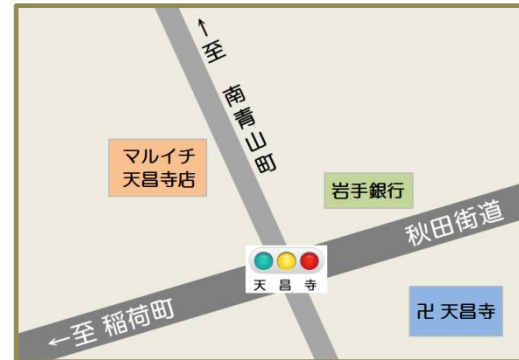 ↑至 南青山町
マルイチ
天昌寺店
岩手銀行
秋田街道
天 昌 寺
卍 天昌寺
←至 稲荷町